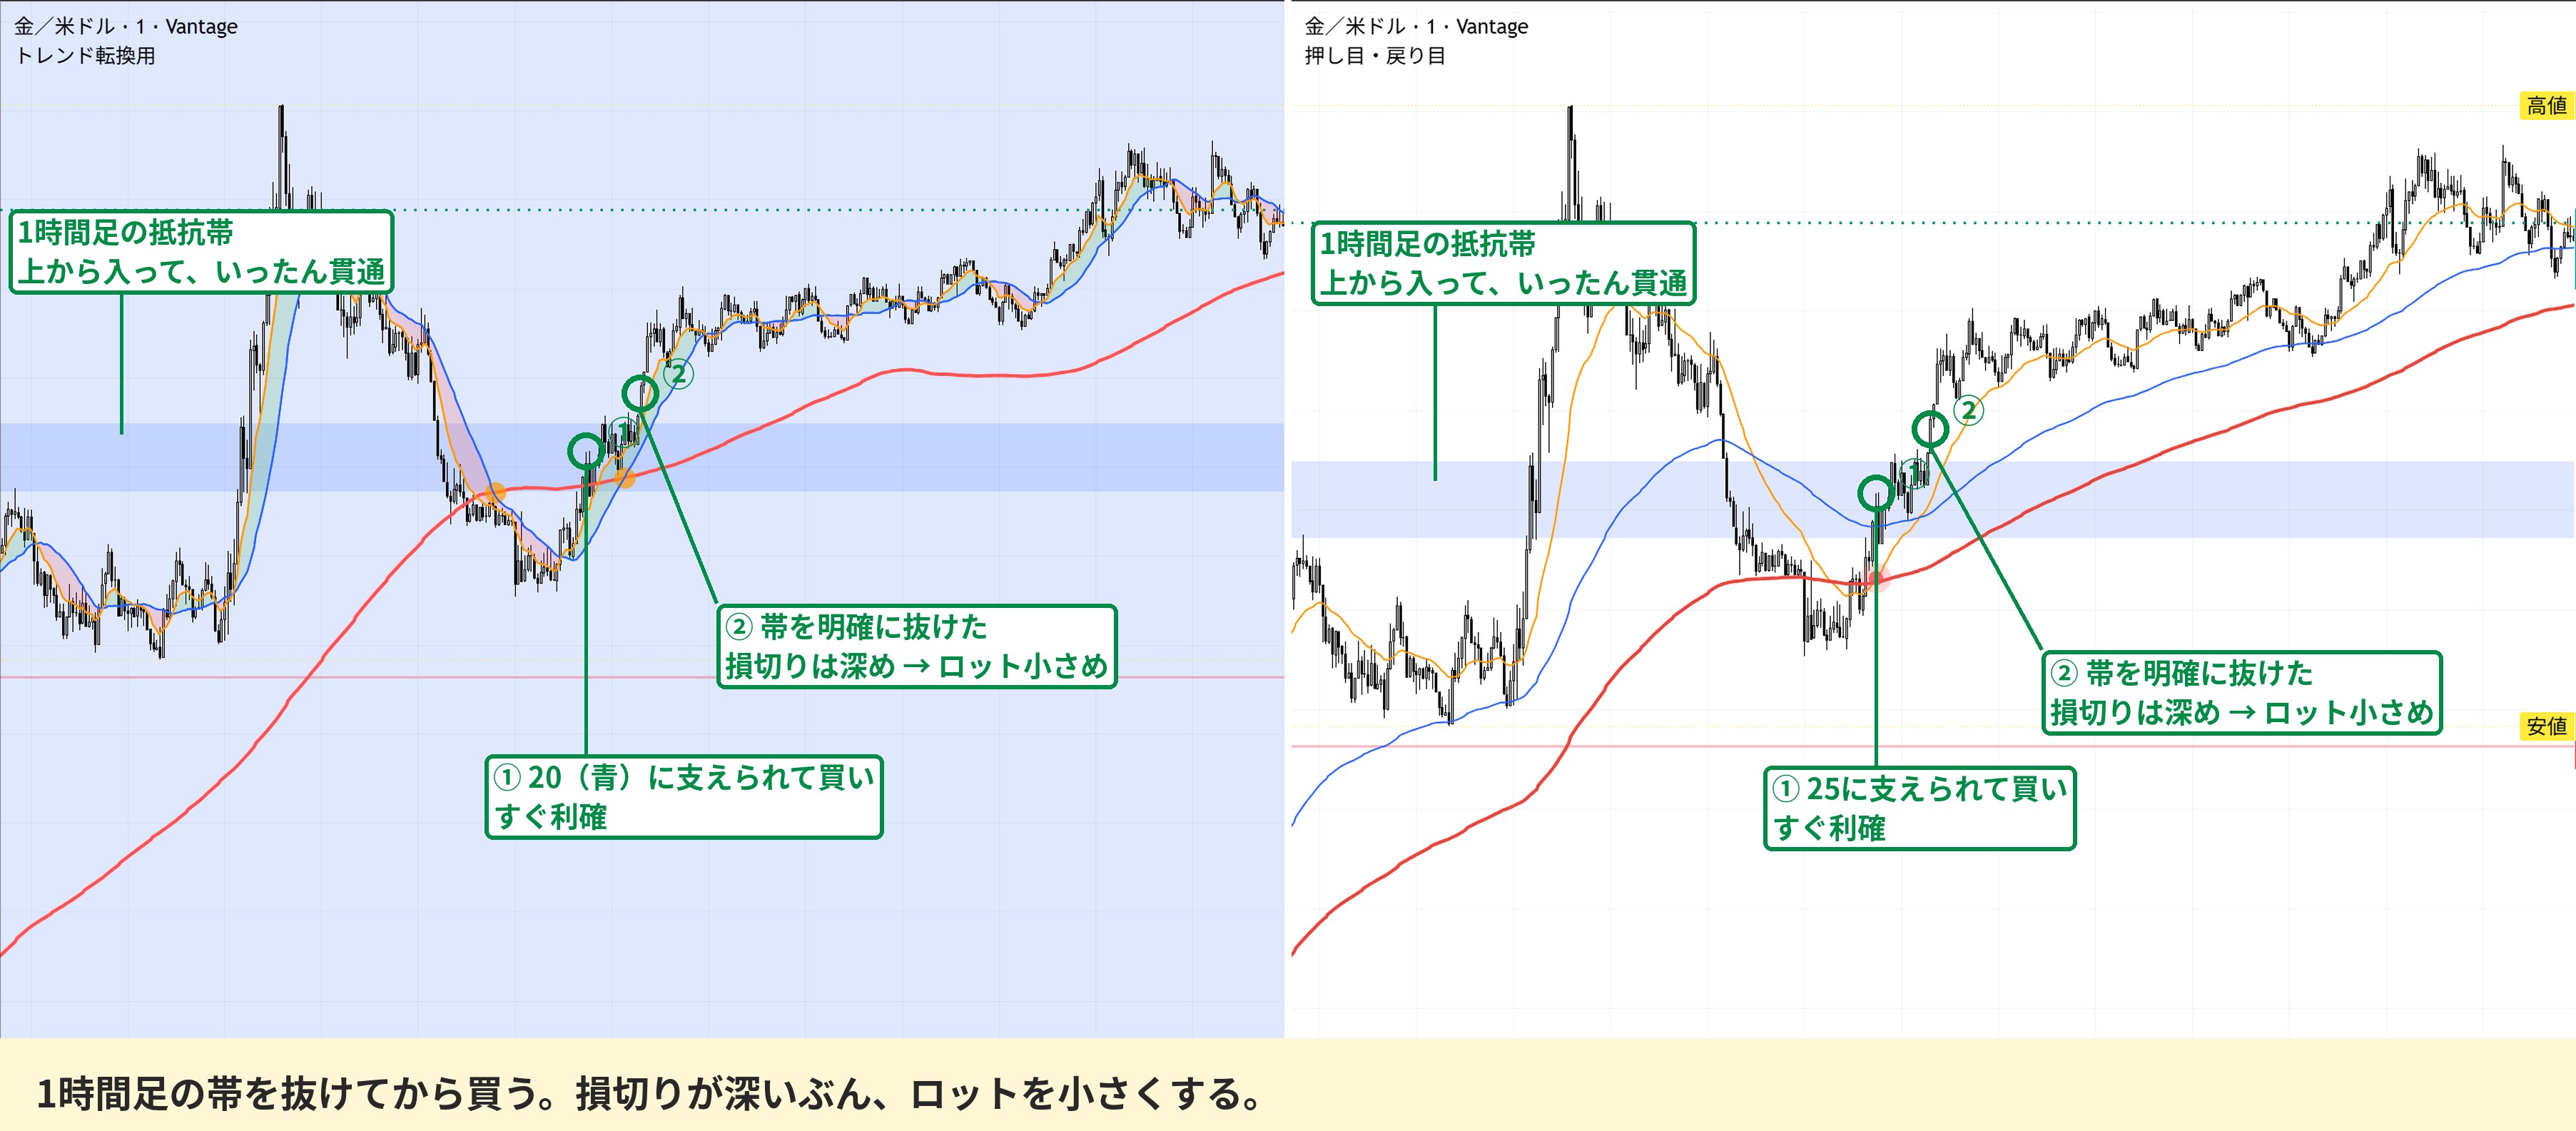 金／米ドル・1・Vantage
トレンド転換用
1時間足の抵抗帯
上から入って、いったん貫通
②
①
② 帯を明確に抜けた
損切りは深め → ロット小さめ
① 20（青）に支えられて買い
すぐ利確
金／米ドル・1・Vantage
押し目・戻り目
高値
1時間足の抵抗帯
上から入って、いったん貫通
②
①
② 帯を明確に抜けた
損切りは深め → ロット小さめ
安値
① 25に支えられて買い
すぐ利確
1時間足の帯を抜けてから買う。損切りが深いぶん、ロットを小さくする。